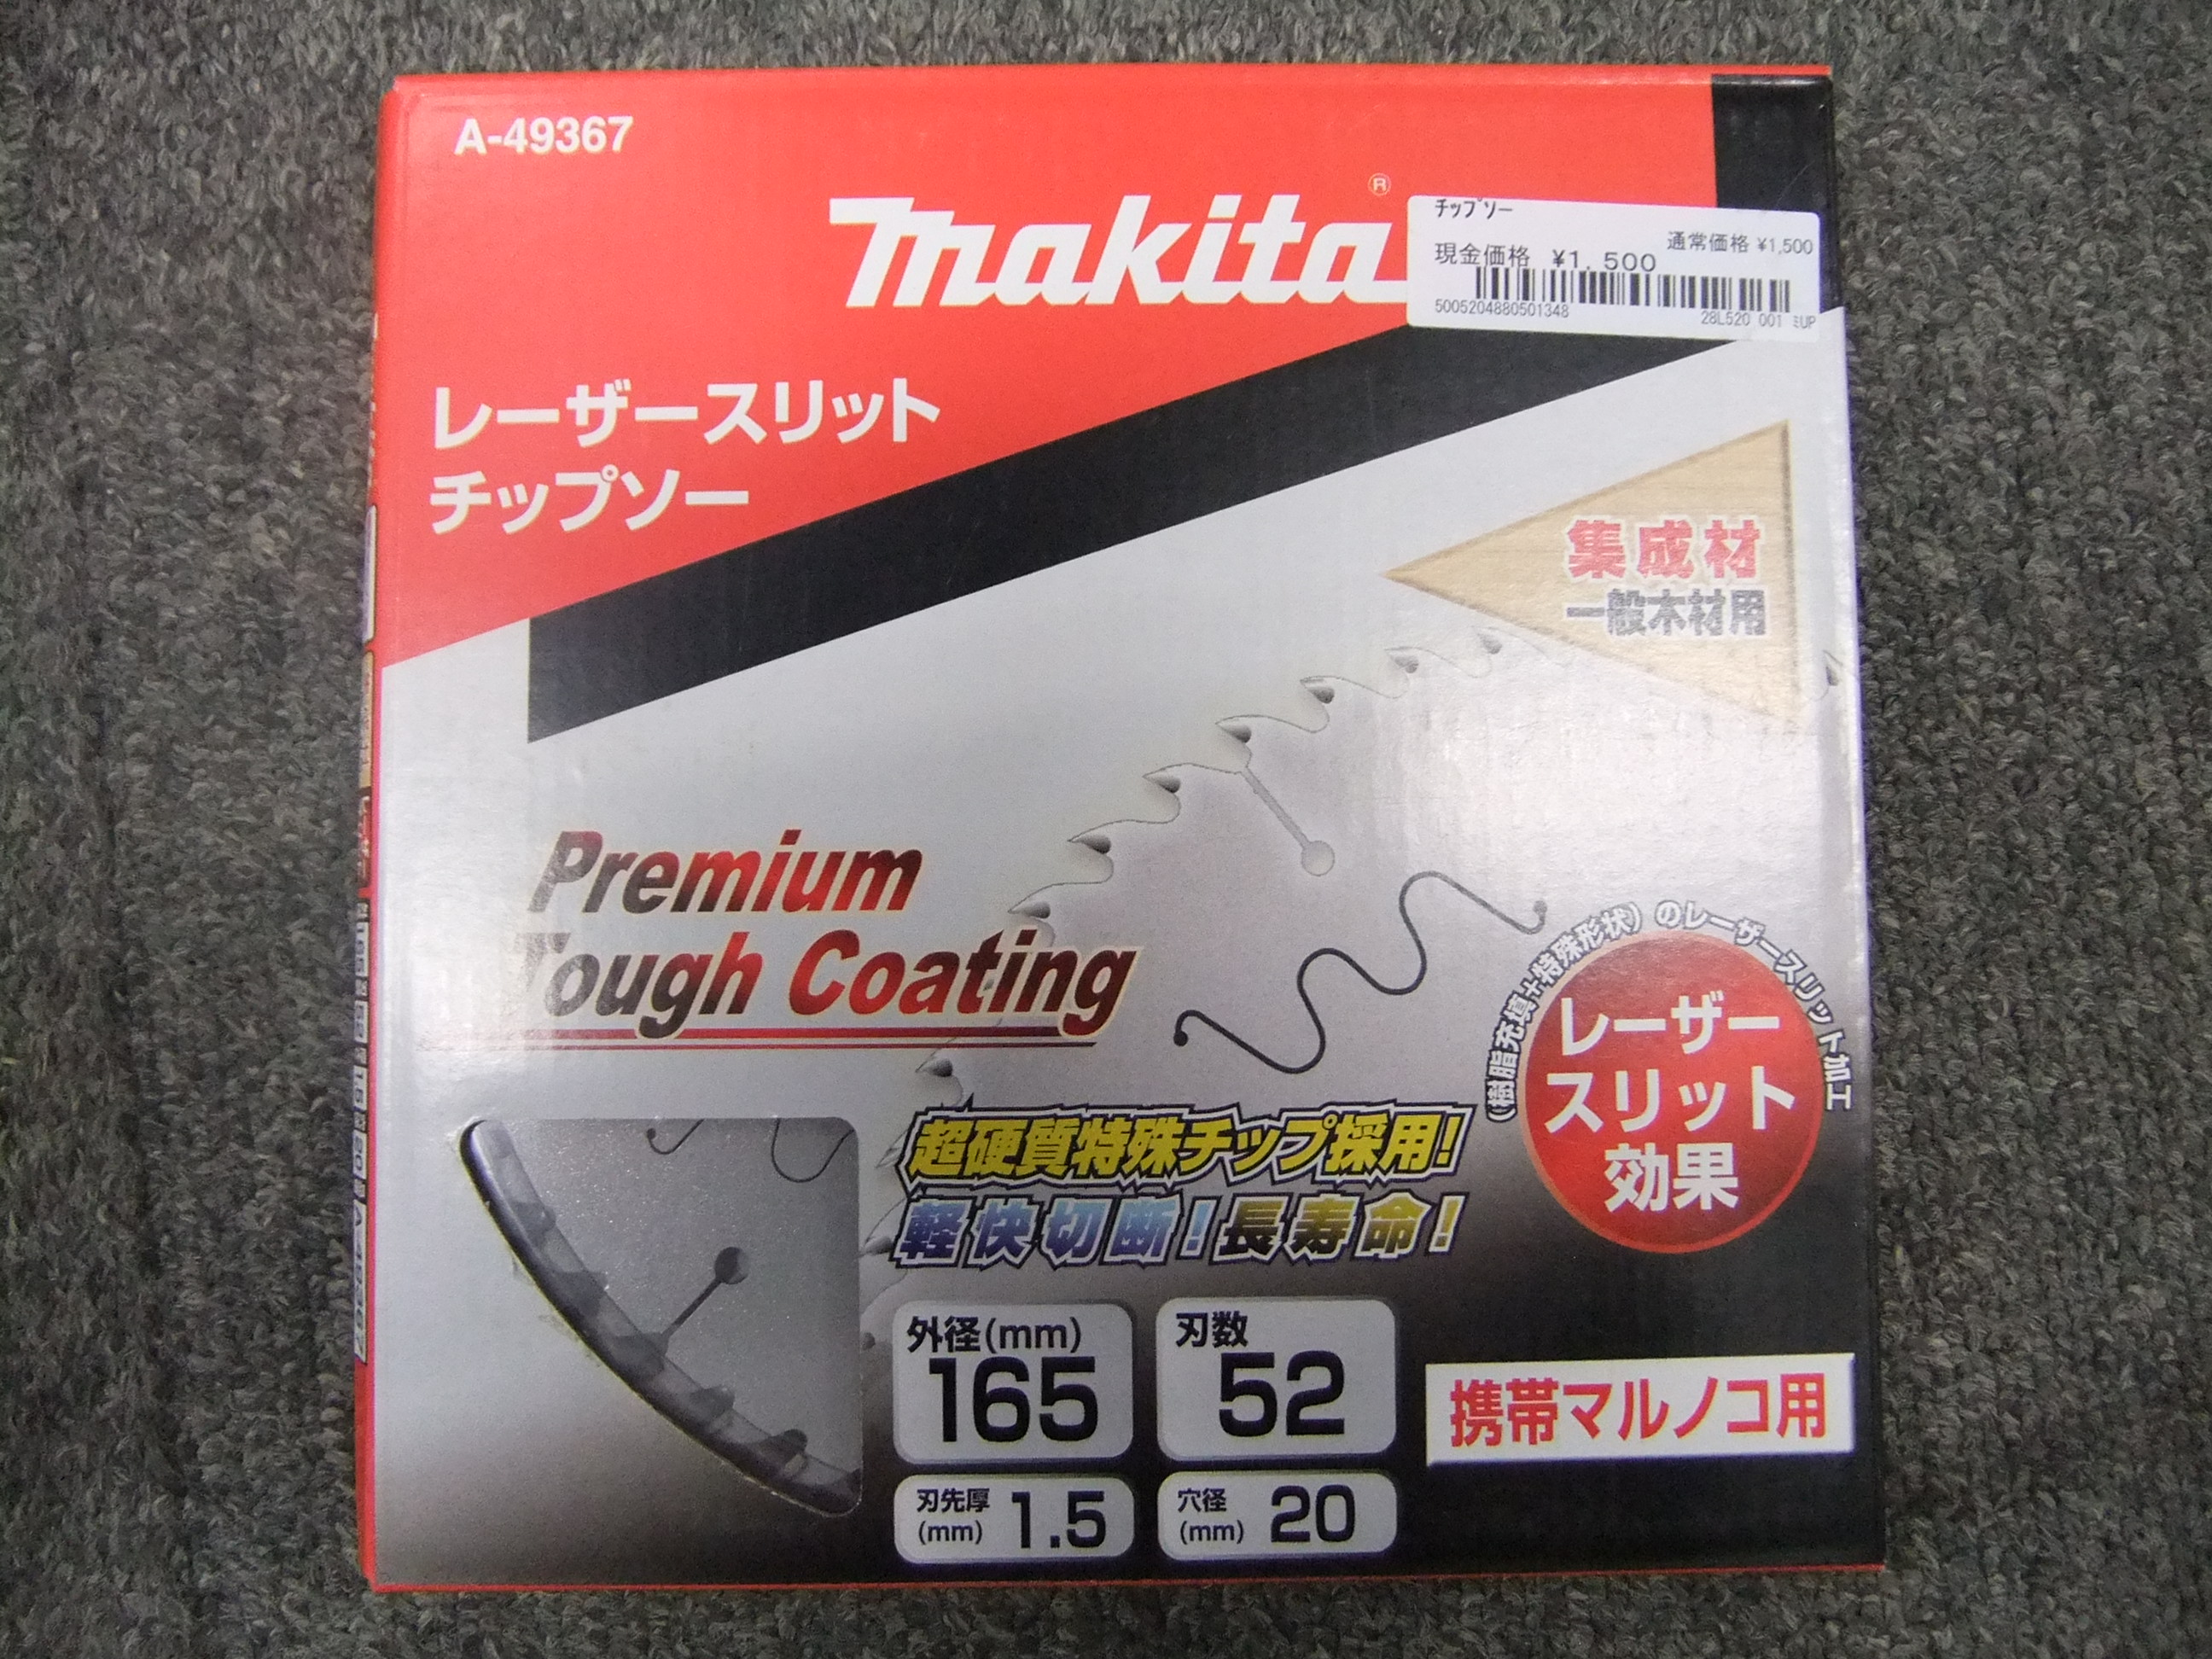 A-49367
makita®
チップソー
通常価格 ¥1,500
現金価格 ¥1,500
5005204880501348
28L520 001 ミUP
レーザースリット
チップソー
集成材
一般木材用
Premium
Tough Coating
(樹脂充填+特殊形状)のレーザースリット加工
レーザー
スリット
効果
超硬質特殊チップ採用!
軽快切断!長寿命!
外径(mm)
165
刃数
52
携帯マルノコ用
刃先厚
(mm) 1.5
穴径
(mm) 20